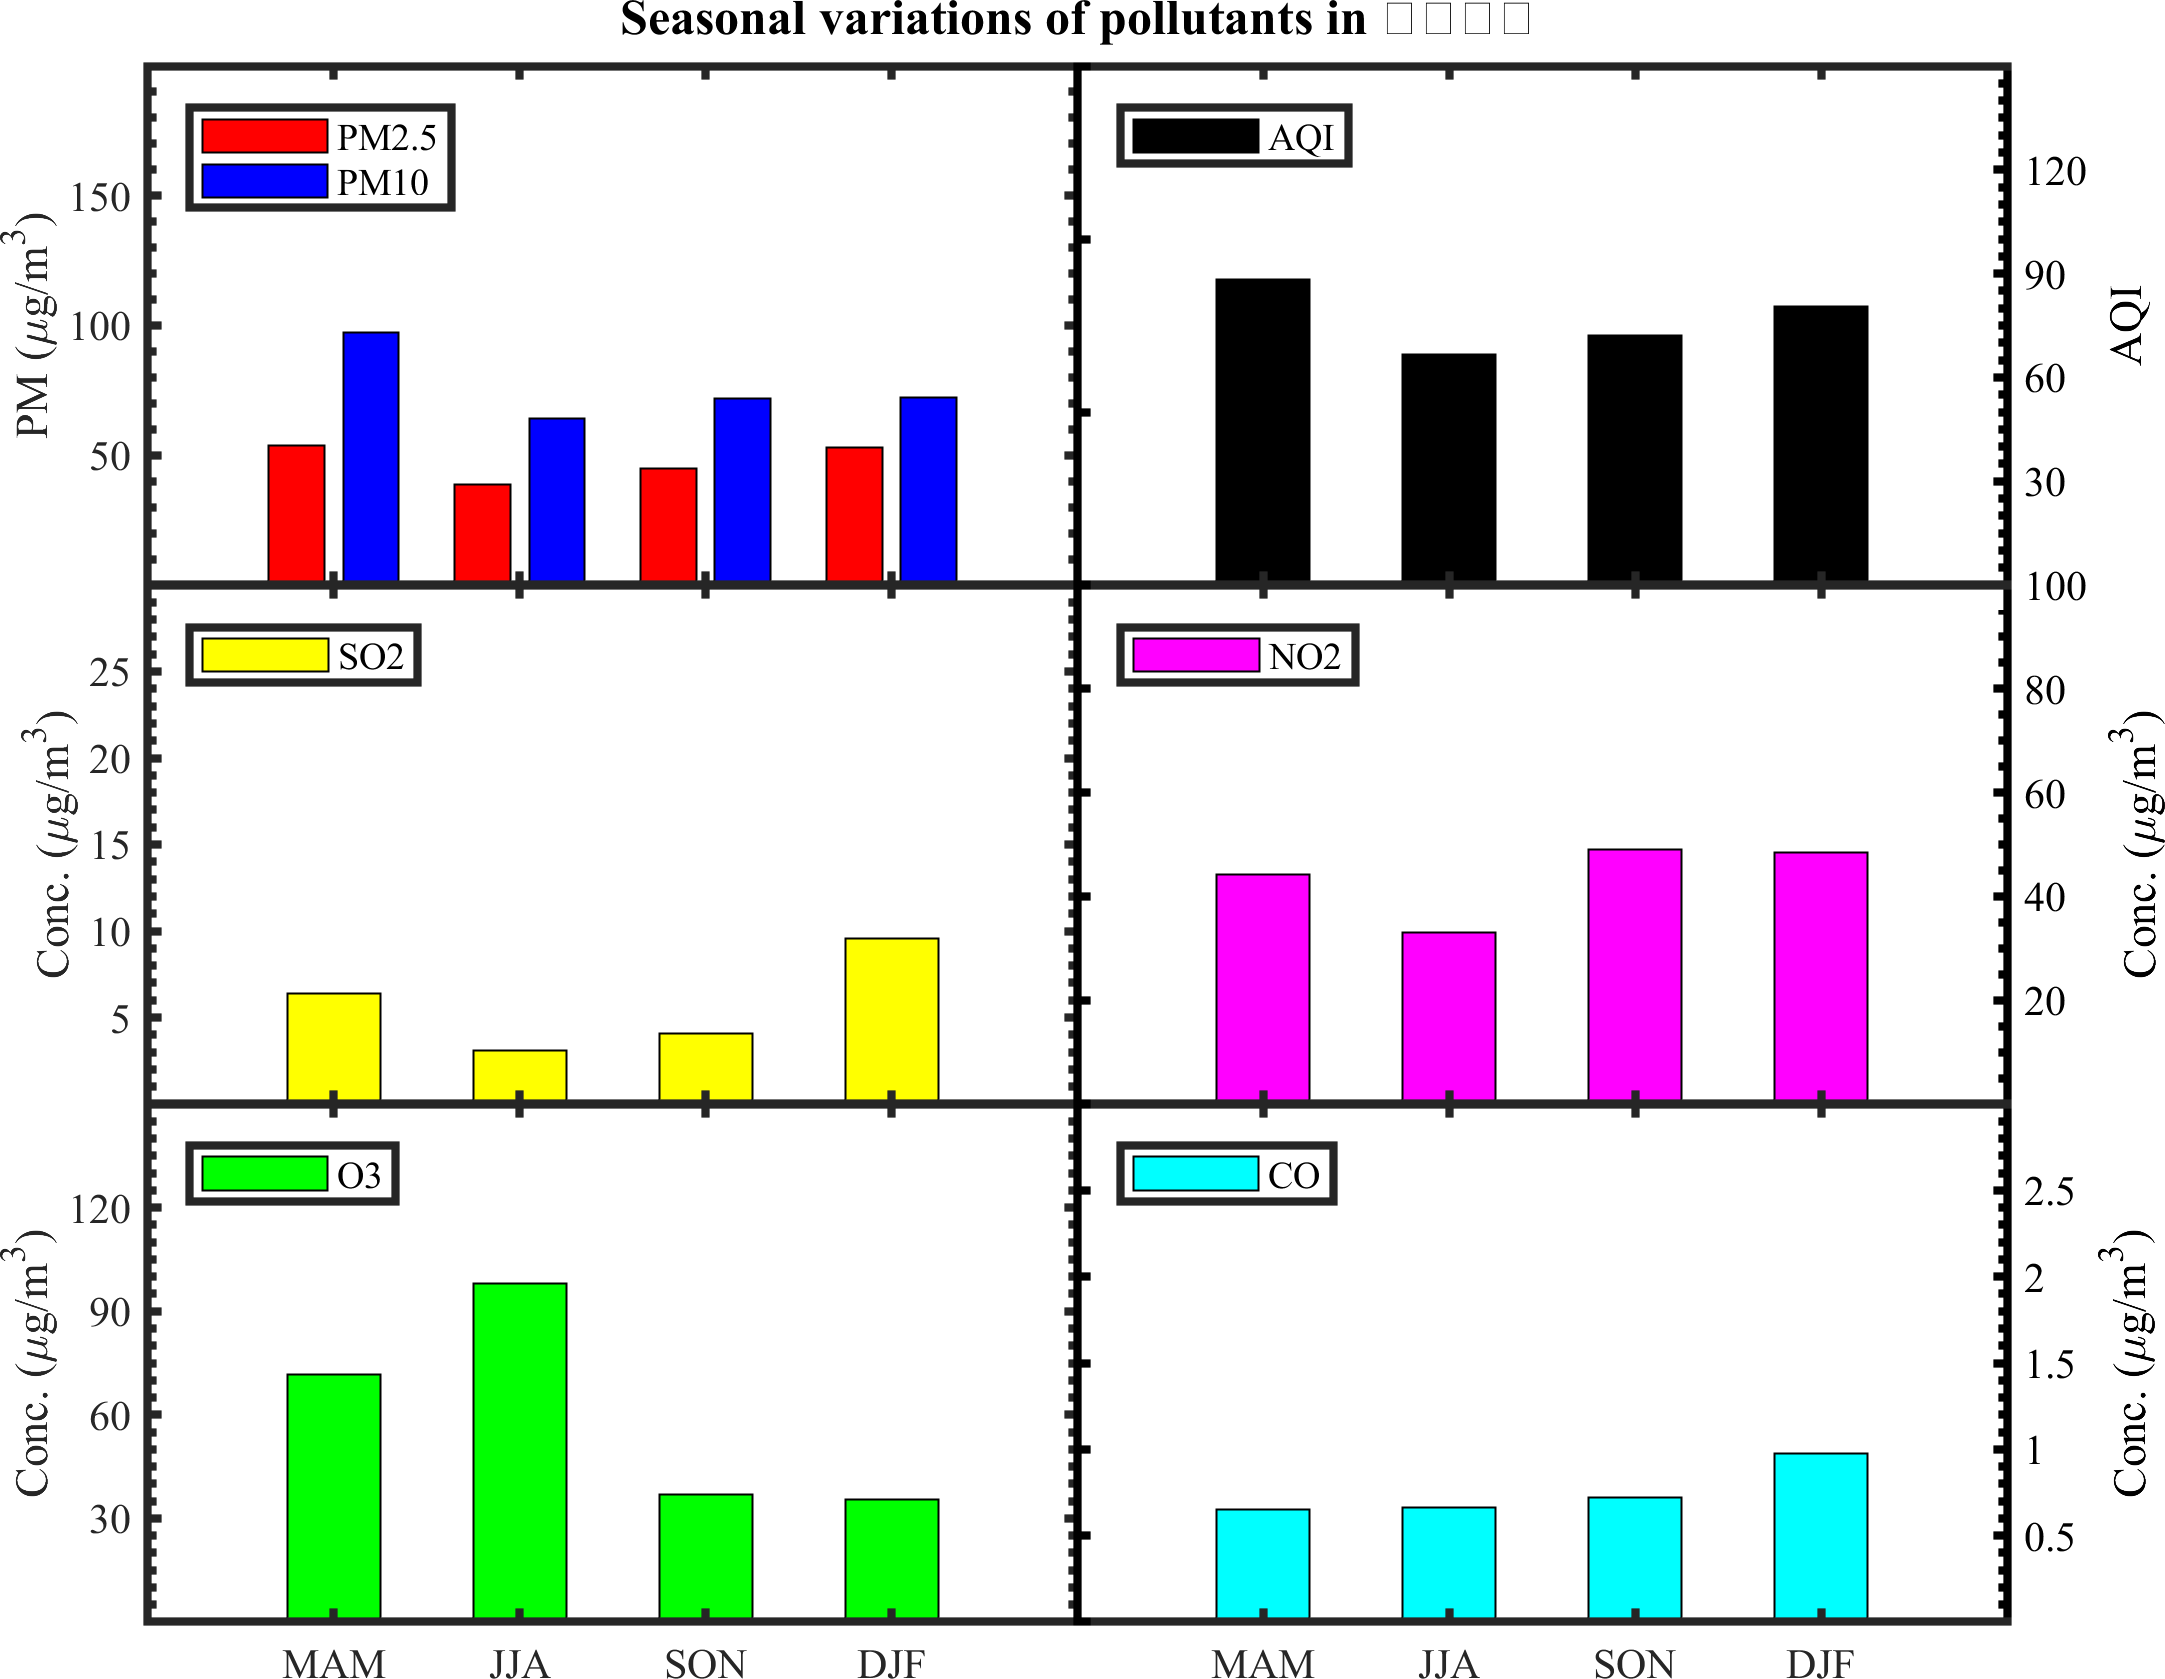 Seasonal variations of pollutants in □□□□
PM2.5
PM10
150
100
50
PM (μg/m³)
AQI
120
90
60
30
AQI
SO2
25
20
15
10
5
Conc. (μg/m³)
NO2
100
80
60
40
20
Conc. (μg/m³)
O3
120
90
60
30
Conc. (μg/m³)
MAM JJA SON DJF
CO
2.5
2
1.5
1
0.5
Conc. (μg/m³)
MAM JJA SON DJF